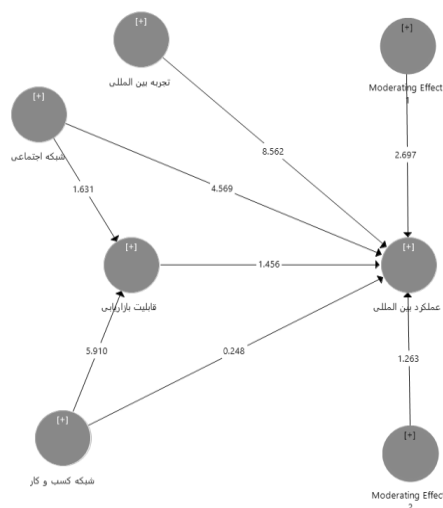 [+]
تجربه بین المللی
[+]
Moderating Effect
1
[+]
شبکه اجتماعی
8.562
2.697
1.631
4.569
[+]
قابلیت بازاریابی
1.456
[+]
عملکرد بین المللی
5.910
0.248
1.263
[+]
شبکه کسب و کار
[+]
Moderating Effec
2